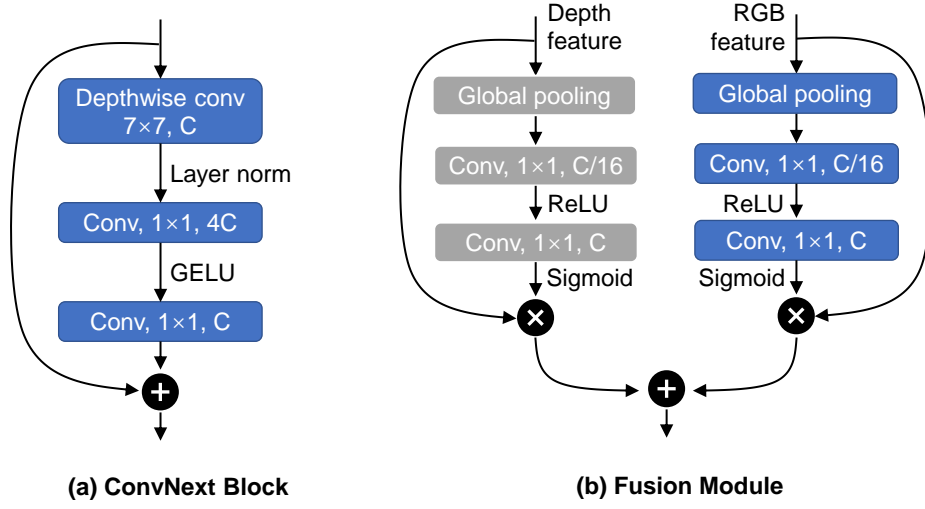 Depthwise conv
7×7, C
Layer norm
Conv, 1×1, 4C
GELU
Conv, 1×1, C
(a) ConvNext Block
Depth
feature
Global pooling
Conv, 1×1, C/16
ReLU
Conv, 1×1, C
Sigmoid
RGB
feature
Global pooling
Conv, 1×1, C/16
ReLU
Conv, 1×1, C
Sigmoid
(b) Fusion Module